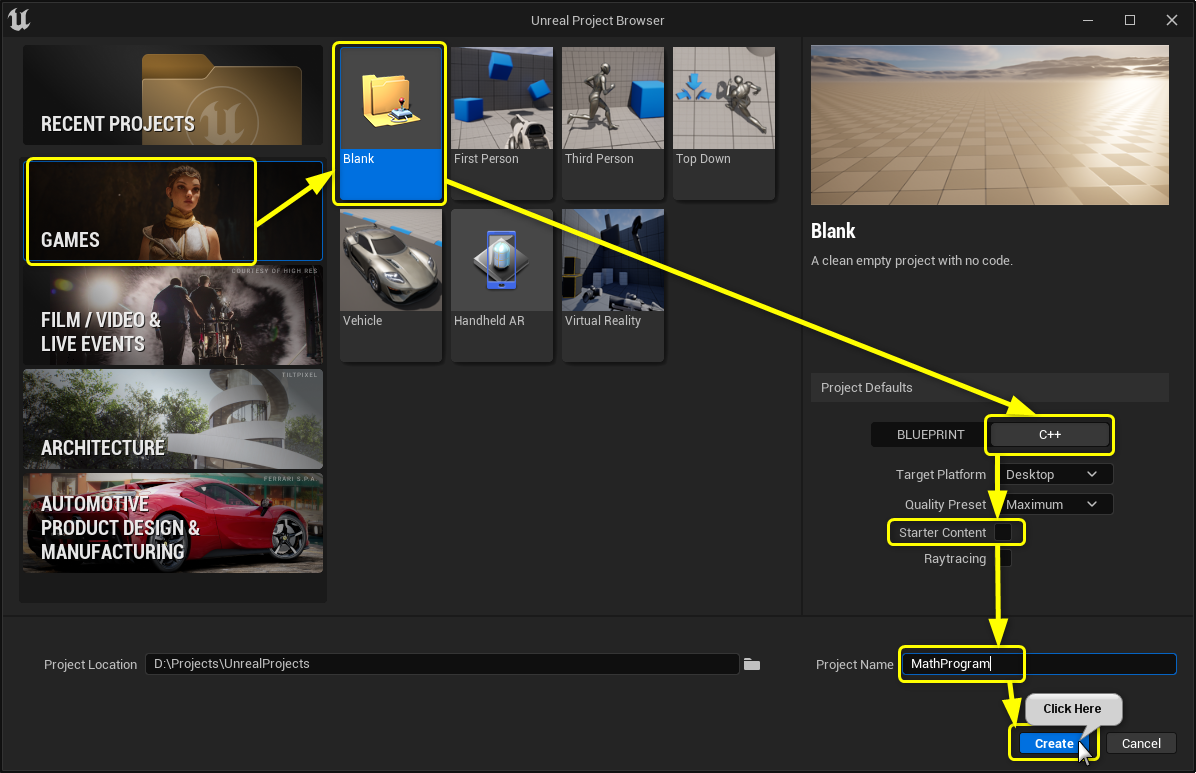 Unreal Project Browser
RECENT PROJECTS
GAMES
COURTESY OF HIGH RES
FILM / VIDEO &
LIVE EVENTS
TILTPIXEL
ARCHITECTURE
FERRARI S.P.A.
AUTOMOTIVE
PRODUCT DESIGN &
MANUFACTURING
Blank
First Person
Third Person
Top Down
Vehicle
Handheld AR
Virtual Reality
Blank
A clean empty project with no code.
Project Defaults
BLUEPRINT C++
Target Platform Desktop
Quality Preset Maximum
Starter Content
Raytracing
Project Location D:\Projects\UnrealProjects
Project Name MathProgram
Click Here
Create Cancel